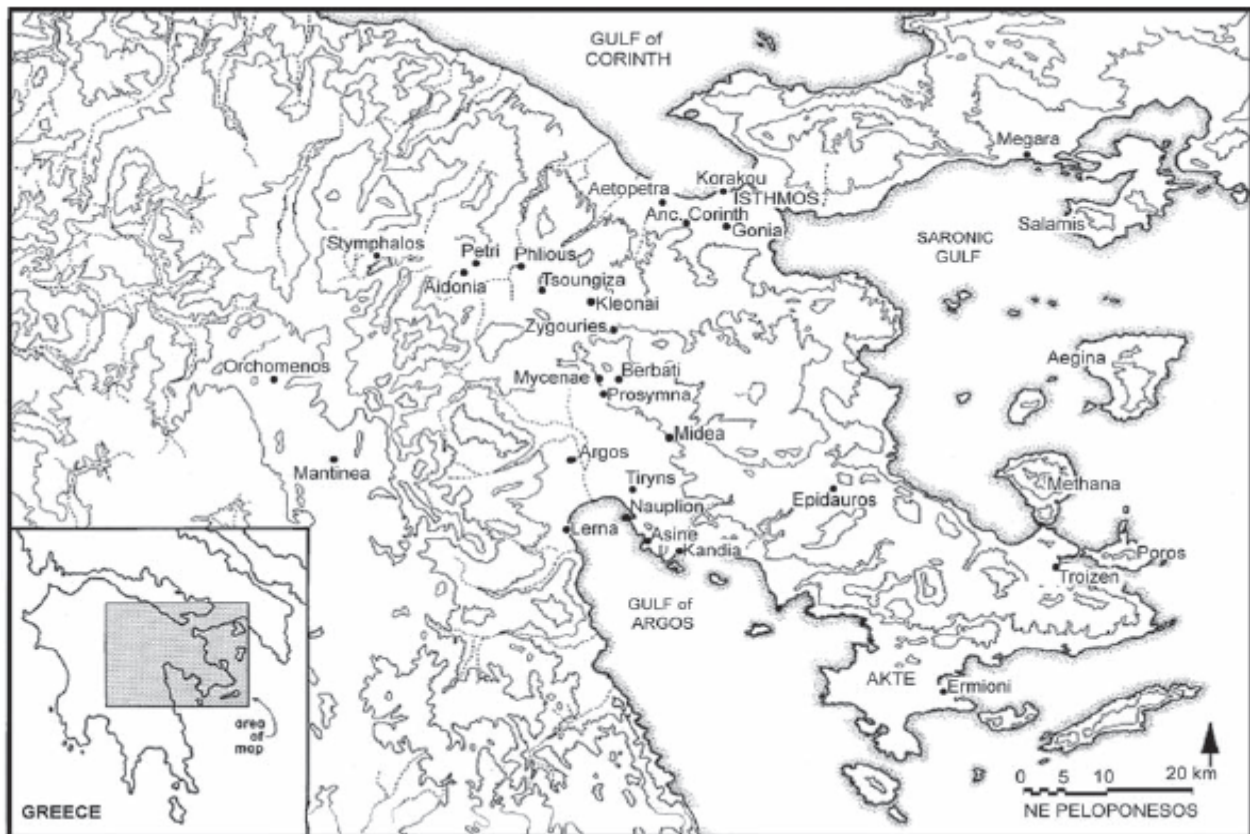 GULF of
CORINTH
Megara
Korakou
Aetopetra
ISTHMOS
Anc. Corinth
Gonia
Salamis
SARONIC
GULF
Stymphalos
Petri
Phlious
Aidonia
Tsoungiza
Kleonai
Zygouries
Aegina
Orchomenos
Mycenae
Berbati
Prosymna
Midea
Argos
Mantinea
Tiryns
Epidauros
Methana
Nauplion
Lerna
Asine
Kandia
Poros
Troizen
GULF of
ARGOS
AKTE
Ermioni
area
of
map
GREECE
0 5 10 20 km
NE PELOPONESOS